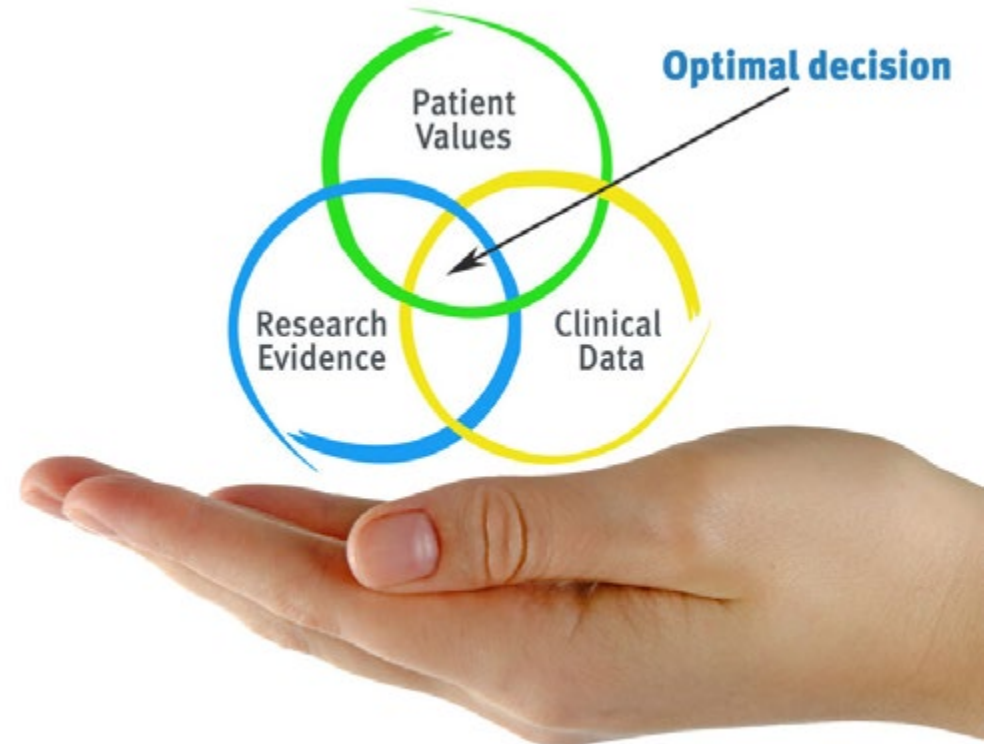 Optimal decision
Patient
Values
Research
Evidence
Clinical
Data